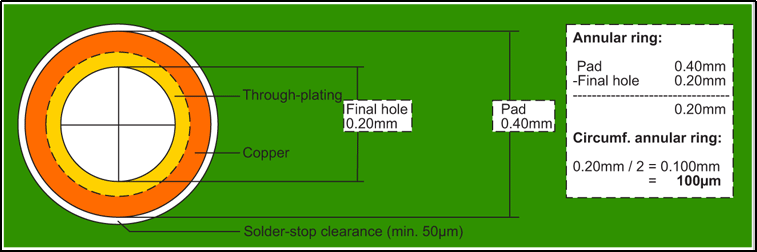 Through-plating
Copper
Solder-stop clearance (min. 50µm)
Final hole
0.20mm
Pad
0.40mm
Annular ring:
Pad 0.40mm
-Final hole 0.20mm
----------------------------------
0.20mm
Circumf. annular ring:
0.20mm / 2 = 0.100mm
= 100µm